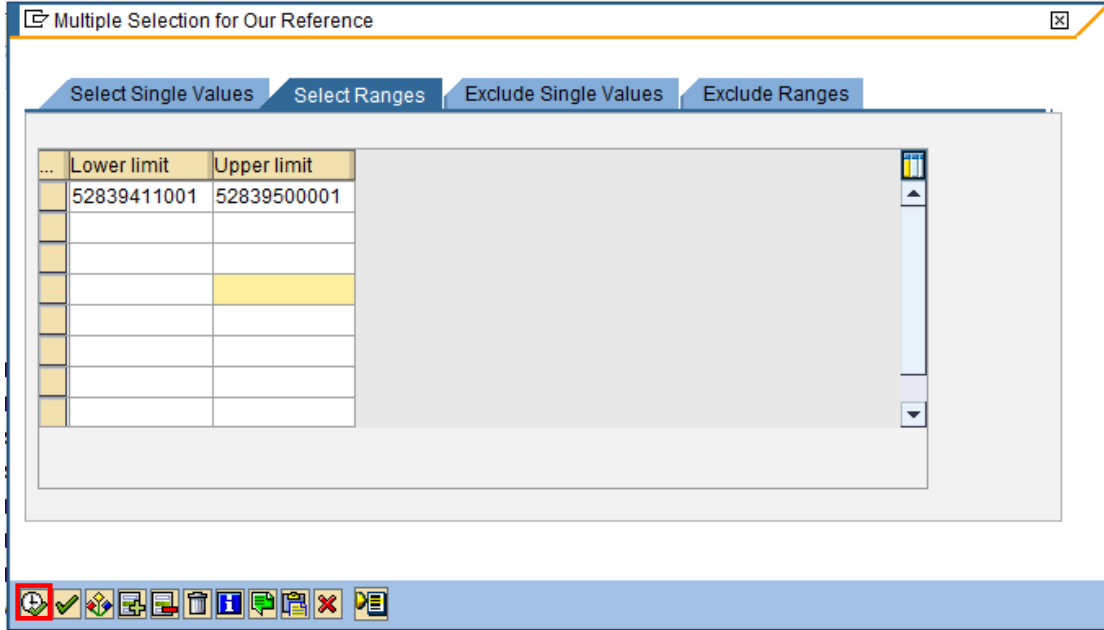 Multiple Selection for Our Reference
Select Single Values Select Ranges Exclude Single Values Exclude Ranges
... Lower limit Upper limit
52839411001 52839500001